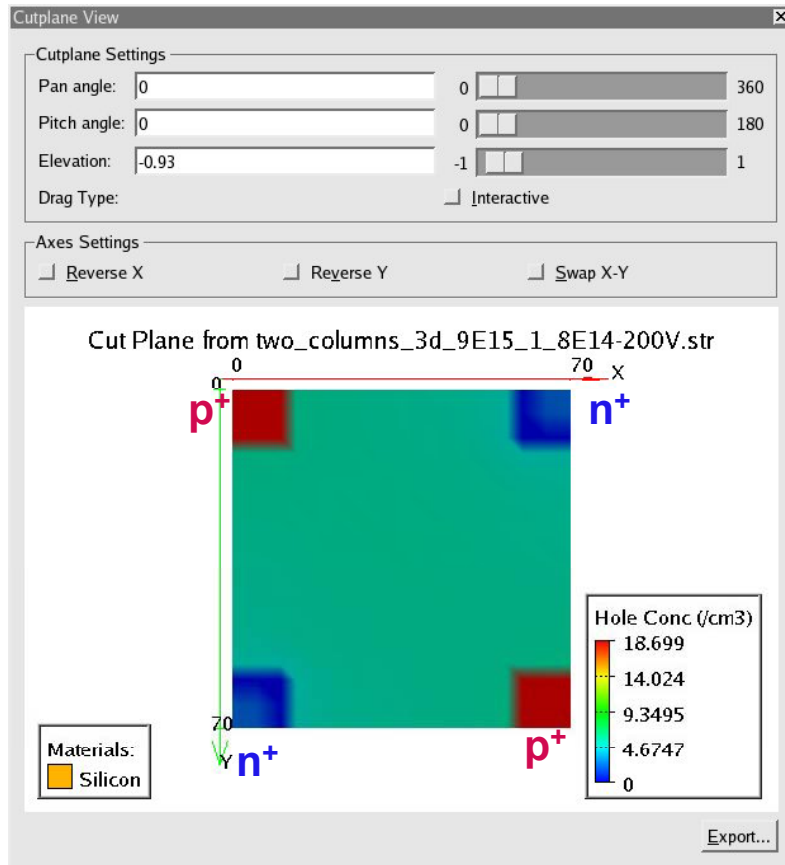 Cutplane View
Cutplane Settings
Pan angle: 0 0 360
Pitch angle: 0 0 180
Elevation: -0.93 -1 1
Drag Type: Interactive
Axes Settings
Reverse X Reverse Y Swap X-Y
Cut Plane from two_columns_3d_9E15_1_8E14-200V.str
0 70 X
0
p+ n+
Hole Conc (/cm3)
18.699
14.024
9.3495
4.6747
0
70
Y n+ p+
Materials:
Silicon
Export...